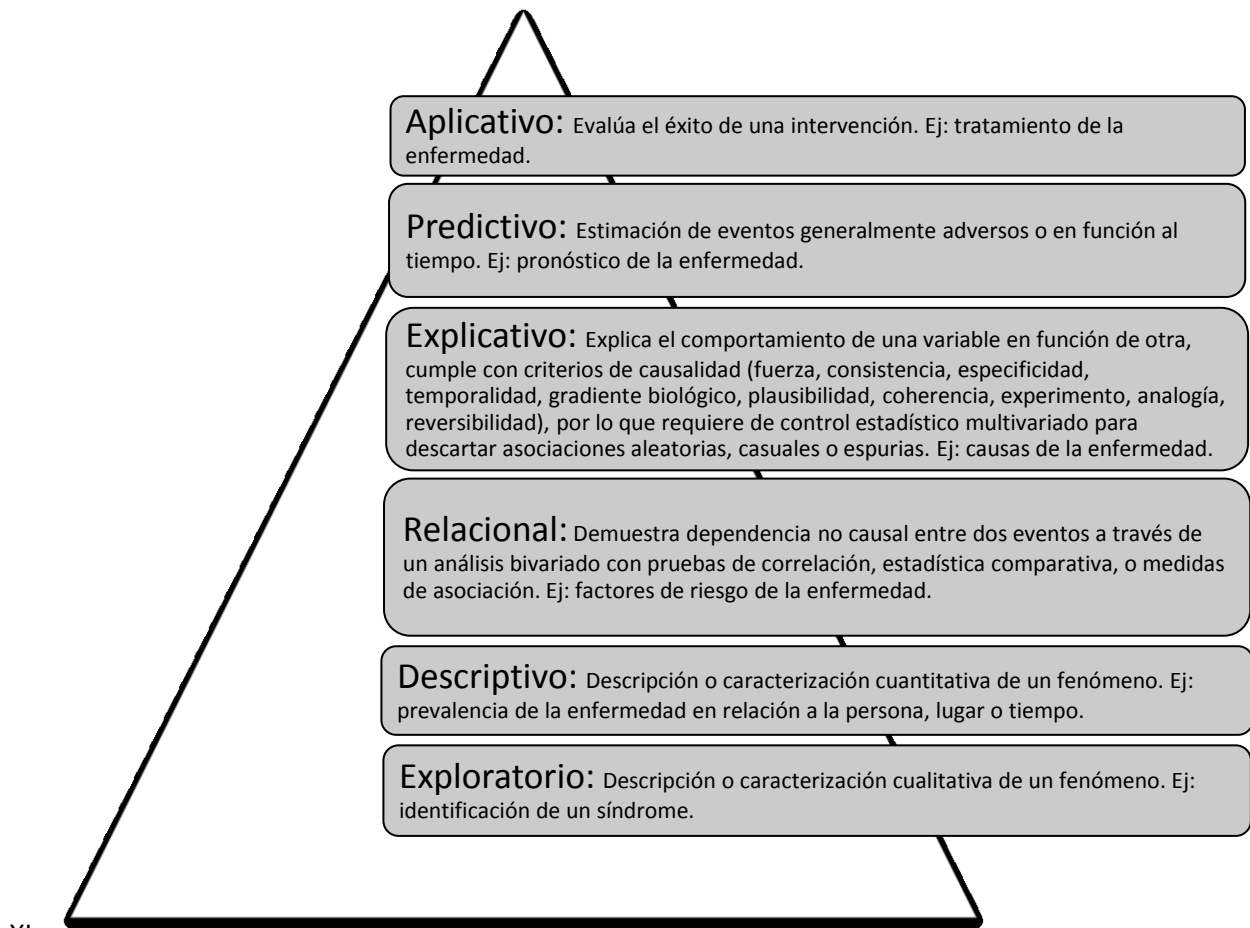 Aplicativo: Evalúa el éxito de una intervención. Ej: tratamiento de la
enfermedad.
Predictivo: Estimación de eventos generalmente adversos o en función al
tiempo. Ej: pronóstico de la enfermedad.
Explicativo: Explica el comportamiento de una variable en función de otra,
cumple con criterios de causalidad (fuerza, consistencia, especificidad,
temporalidad, gradiente biológico, plausibilidad, coherencia, experimento, analogía,
reversibilidad), por lo que requiere de control estadístico multivariado para
descartar asociaciones aleatorias, casuales o espurias. Ej: causas de la enfermedad.
Relacional: Demuestra dependencia no causal entre dos eventos a través de
un análisis bivariado con pruebas de correlación, estadística comparativa, o medidas
de asociación. Ej: factores de riesgo de la enfermedad.
Descriptivo: Descripción o caracterización cuantitativa de un fenómeno. Ej:
prevalencia de la enfermedad en relación a la persona, lugar o tiempo.
Exploratorio: Descripción o caracterización cualitativa de un fenómeno. Ej:
identificación de un síndrome.